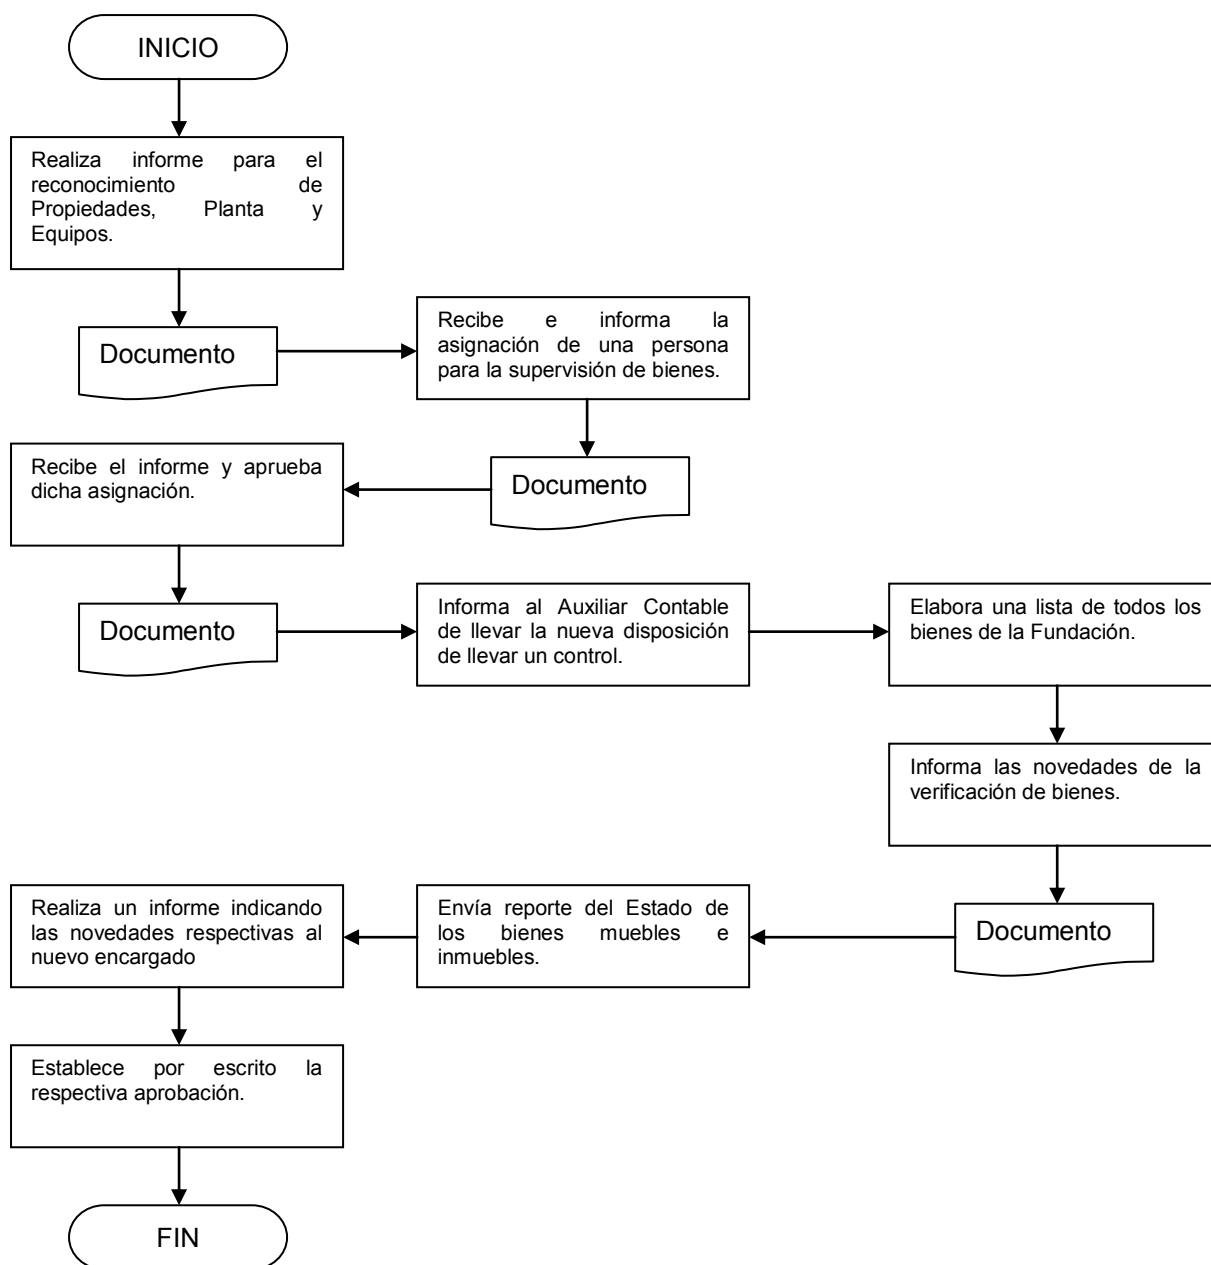 INICIO
Realiza informe para el
reconocimiento de
Propiedades, Planta y
Equipos.
Documento
Recibe e informa la
asignación de una persona
para la supervisión de bienes.
Documento
Recibe el informe y aprueba
dicha asignación.
Documento
Informa al Auxiliar Contable
de llevar la nueva disposición
de llevar un control.
Elabora una lista de todos los
bienes de la Fundación.
Informa las novedades de la
verificación de bienes.
Documento
Envía reporte del Estado de
los bienes muebles e
inmuebles.
Realiza un informe indicando
las novedades respectivas al
nuevo encargado
Establece por escrito la
respectiva aprobación.
FIN